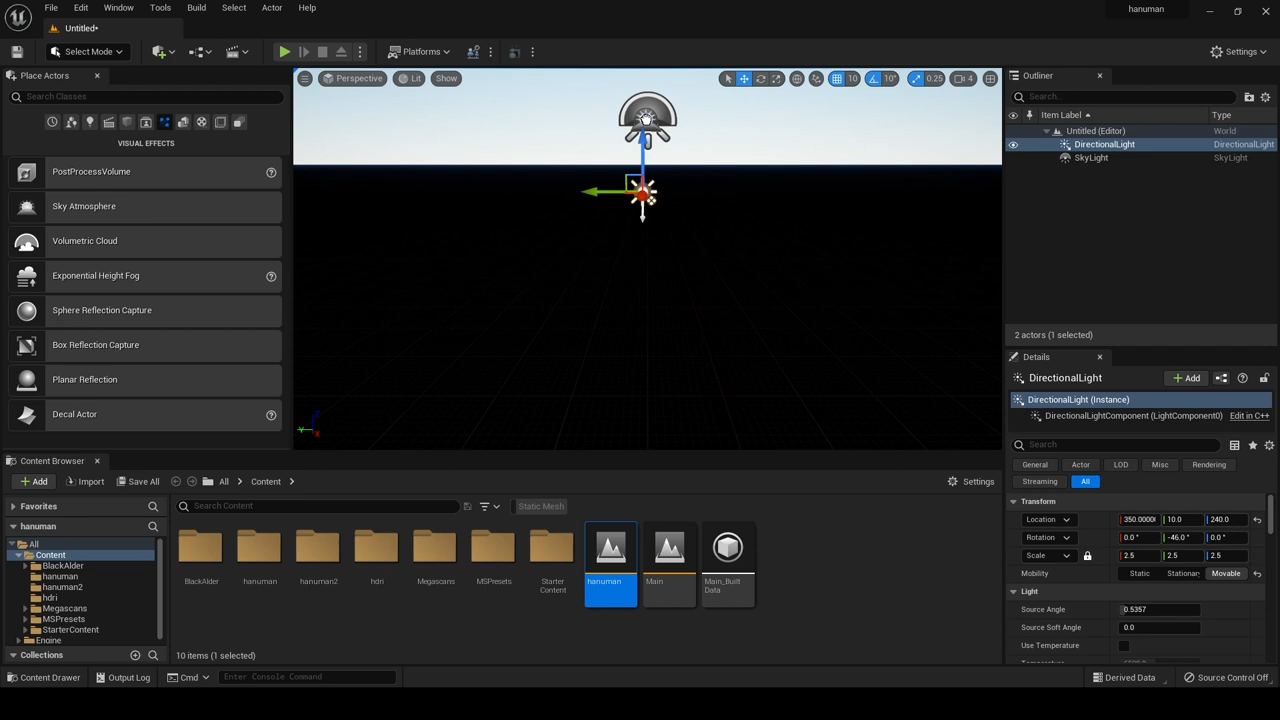 File Edit Window Tools Build Select Actor Help
hanuman
Untitled*
Select Mode
Platforms
Settings
Place Actors
Search Classes
VISUAL EFFECTS
PostProcessVolume
Sky Atmosphere
Volumetric Cloud
Exponential Height Fog
Sphere Reflection Capture
Box Reflection Capture
Planar Reflection
Decal Actor
Perspective Lit Show
10 10° 0.25 4
Outliner
Search...
Item Label Type
Untitled (Editor) World
DirectionalLight DirectionalLight
SkyLight SkyLight
2 actors (1 selected)
Details
DirectionalLight
Add
DirectionalLight (Instance)
DirectionalLightComponent (LightComponent0) Edit in C++
Search
General Actor LOD Misc Rendering
Streaming All
Transform
Location 350.0000 10.0 240.0
Rotation 0.0° -46.0° 0.0°
Scale 2.5 2.5 2.5
Mobility Static Stationary Movable
Light
Source Angle 0.5357
Source Soft Angle 0.0
Use Temperature
Content Browser
Add Import Save All All Content Settings
Favorites
hanuman
All
Content
BlackAlder
hanuman
hanuman2
hdri
Megascans
MSPresets
StarterContent
Engine
Collections
Search Content
Static Mesh
BlackAlder hanuman hanuman2 hdri Megascans MSPresets Starter Content hanuman Main Main_Built Data
10 items (1 selected)
Content Drawer Output Log Cmd Enter Console Command
Derived Data Source Control Off